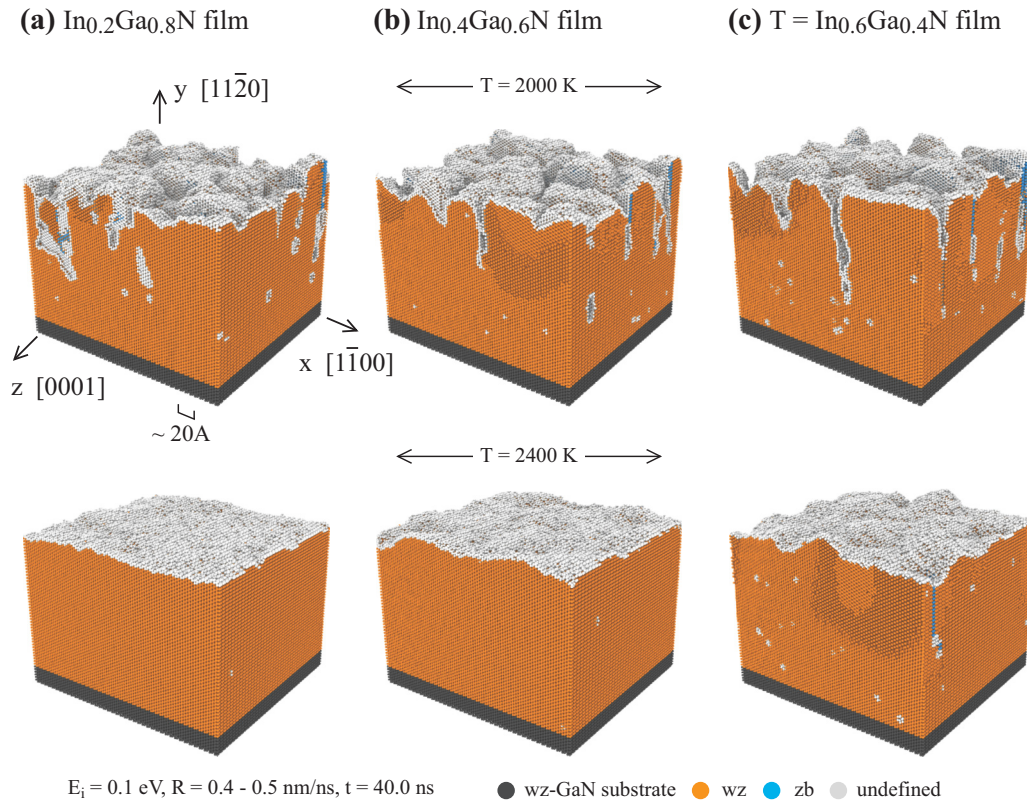 (a) In₀.₂Ga₀.₈N film
(b) In₀.₄Ga₀.₆N film
(c) T = In₀.₆Ga₀.₄N film
y [112̅0]
T = 2000 K
x [11̅00]
z [0001]
~ 20A
T = 2400 K
Eᵢ = 0.1 eV, R = 0.4 - 0.5 nm/ns, t = 40.0 ns
wz-GaN substrate
wz
zb
undefined